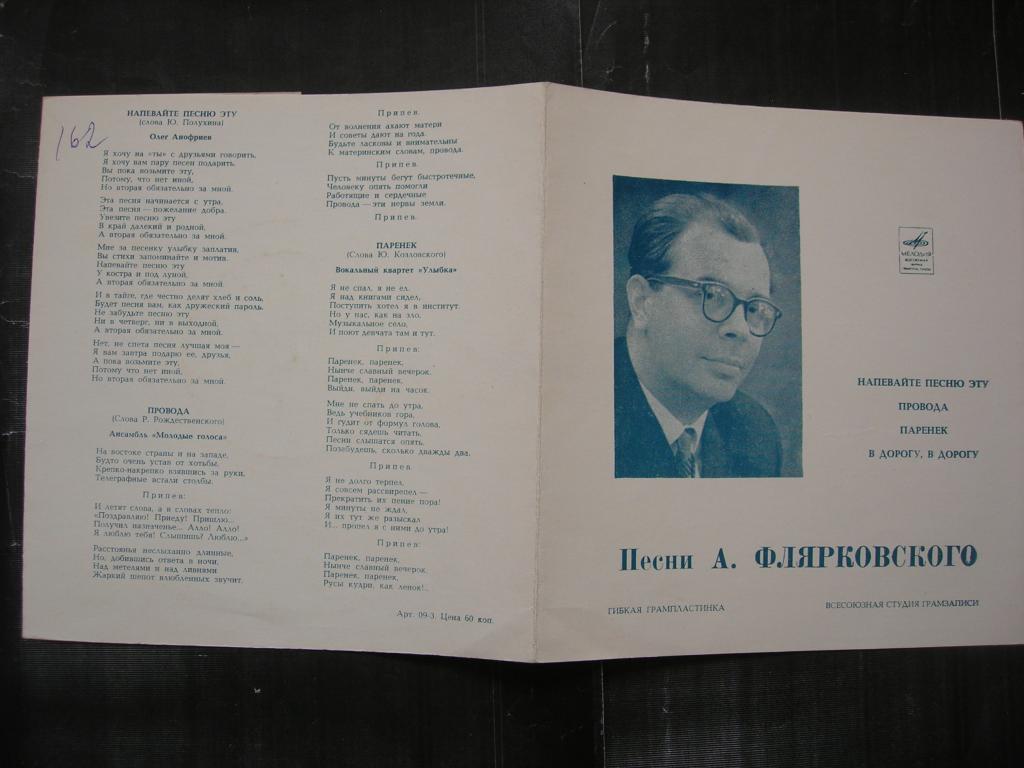 162
НАПЕВАЙТЕ ПЕСНЮ ЭТУ
(слова Ю. Полухина)
Олег Анофриев
Я хочу на «ты» с друзьями говорить,
Я хочу вам пару песен подарить.
Вы пока возьмите эту,
Потому, что нет иной,
Но вторая обязательно за мной.
Эта песня начинается с утра,
Эта песня — пожелание добра.
Увезите песню эту
В край далекий и родной,
А вторая обязательно за мной.
Мне за песенку улыбку заплатив,
Вы стихи запоминайте и мотив.
Напевайте песню эту
У костра и под луной,
А вторая обязательно за мной.
И в тайге, где честно делят хлеб и соль,
Будет песня вам, как дружеский пароль.
Не забудьте песню эту
Ни в четверг, ни в выходной,
А вторая обязательно за мной.
Нет, не спета песня лучшая моя —
Я вам завтра подарю ее, друзья,
А пока возьмите эту,
Потому что нет иной,
Но вторая обязательно за мной.
ПРОВОДА
(Слова Р. Рождественского)
Ансамбль «Молодые голоса»
На востоке страны и на западе,
Будто очень устав от хотьбы,
Крепко-накрепко взявшись за руки,
Телеграфные встали столбы.
Припев:
И летят слова, а в словах тепло:
«Поздравляю! Приеду! Пришлю...
Получил назначенье... Алло! Алло!
Я люблю тебя! Слышишь? Люблю...»
Расстоянья неслыханно длинные,
Но, добившись ответа в ночи,
Над метелями и над ливнями
Жаркий шепот влюбленных звучит.
Припев.
От волнения ахают матери
И советы дают на года.
Будьте ласковы и внимательны
К материнским словам, провода.
Припев.
Пусть минуты бегут быстротечные,
Человеку опять помогли
Работящие и сердечные
Провода — эти нервы земли.
Припев.
ПАРЕНЕК
(Слова Ю. Козловского)
Вокальный квартет «Улыбка»
Я не спал, я не ел,
Я над книгами сидел,
Поступить хотел я в институт.
Но у нас, как на зло,
Музыкальное село,
И поют девчата там и тут.
Припев:
Паренек, паренек,
Нынче славный вечерок.
Паренек, паренек,
Выйди, выйди на часок.
Мне не спать до утра,
Ведь учебников гора,
И гудит от формул голова,
Только сядешь читать,
Песни слышатся опять,
Позабудешь, сколько дважды два.
Припев.
Я не долго терпел,
Я совсем рассвирепел —
Прекратить их пение пора!
Я минуты не ждал,
Я их тут же разыскал
И... прошел я с ними до утра!
Припев:
Паренек, паренек,
Нынче славный вечерок.
Паренек, паренек,
Русы кудри, как ленок!..
Арт. 09-3. Цена 60 коп.
МЕЛОДИЯ
НАПЕВАЙТЕ ПЕСНЮ ЭТУ
ПРОВОДА
ПАРЕНЕК
В ДОРОГУ, В ДОРОГУ
Песни А. ФЛЯРКОВСКОГО
ГИБКАЯ ГРАМПЛАСТИНКА
ВСЕСОЮЗНАЯ СТУДИЯ ГРАМЗАПИСИ